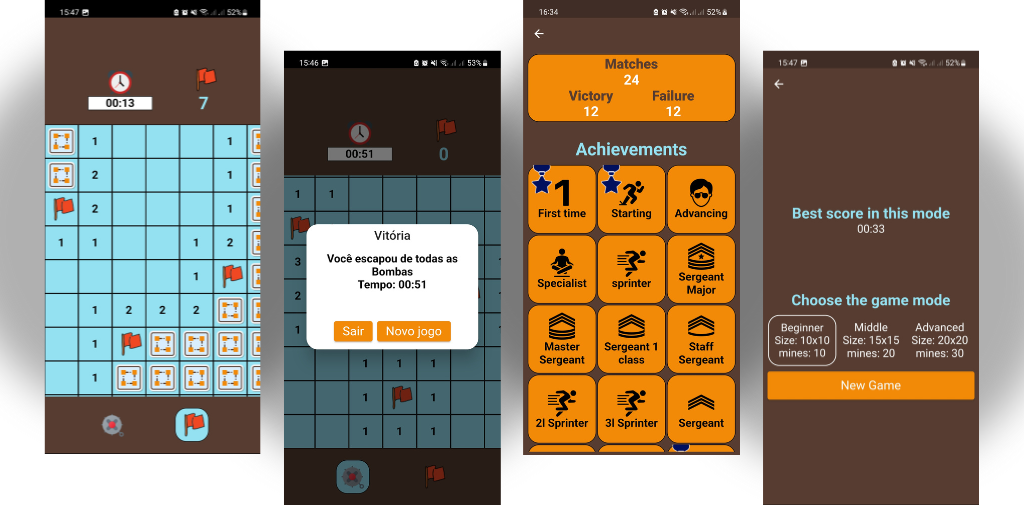 15:47
52%
00:13
7
1
1
2
1
2
1
1
1
1
2
1
1
2
2
2
1
1
15:46
53%
00:51
0
1
1
3
2
1
Vitória
Você escapou de todas as
Bombas
Tempo: 00:51
Sair
Novo jogo
1
1
1
1
1
1
1
1
16:34
52%
Matches
24
Victory
Failure
12
12
Achievements
1
First time
Starting
Advancing
Specialist
sprinter
Sergeant
Major
Master
Sergeant
Sergeant 1
class
Staff
Sergeant
2I Sprinter
3I Sprinter
Sergeant
15:47
52%
Best score in this mode
00:33
Choose the game mode
Beginner
Size: 10x10
mines: 10
Middle
Size: 15x15
mines: 20
Advanced
Size: 20x20
mines: 30
New Game